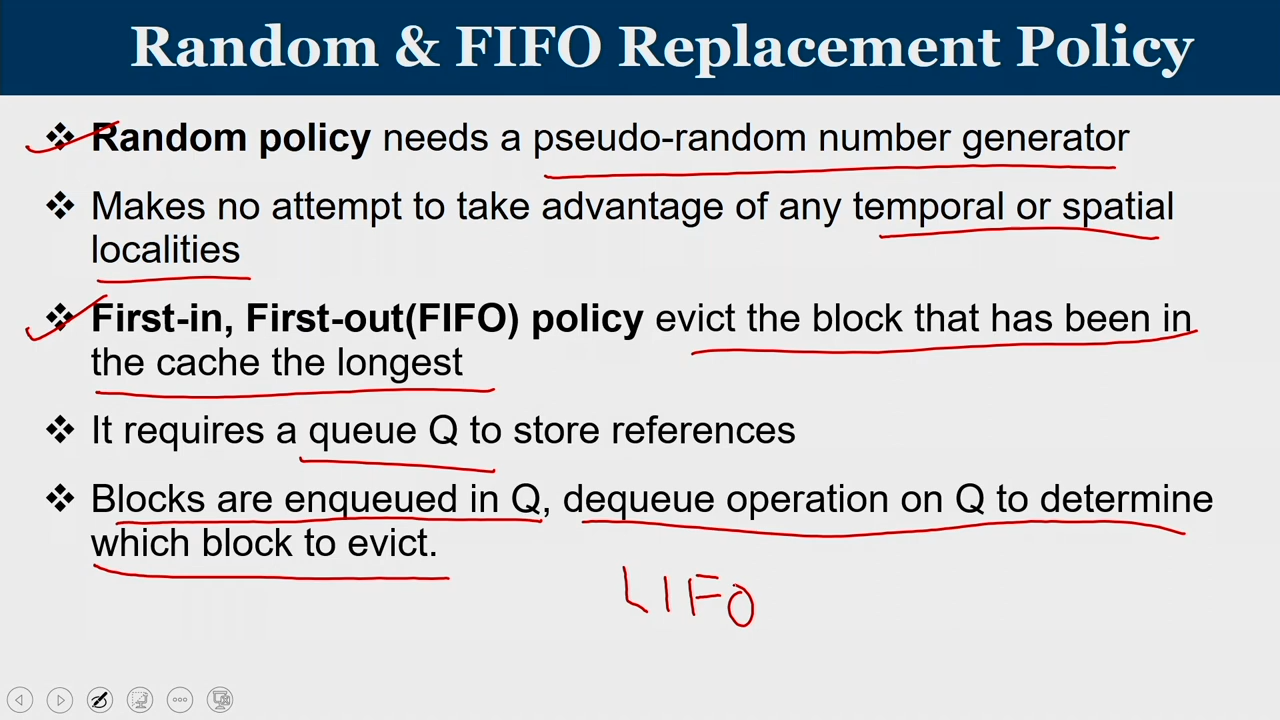 Random & FIFO Replacement Policy
❖ Random policy needs a pseudo-random number generator
❖ Makes no attempt to take advantage of any temporal or spatial
localities
❖ First-in, First-out(FIFO) policy evict the block that has been in
the cache the longest
❖ It requires a queue Q to store references
❖ Blocks are enqueued in Q, dequeue operation on Q to determine
which block to evict.
LIFO